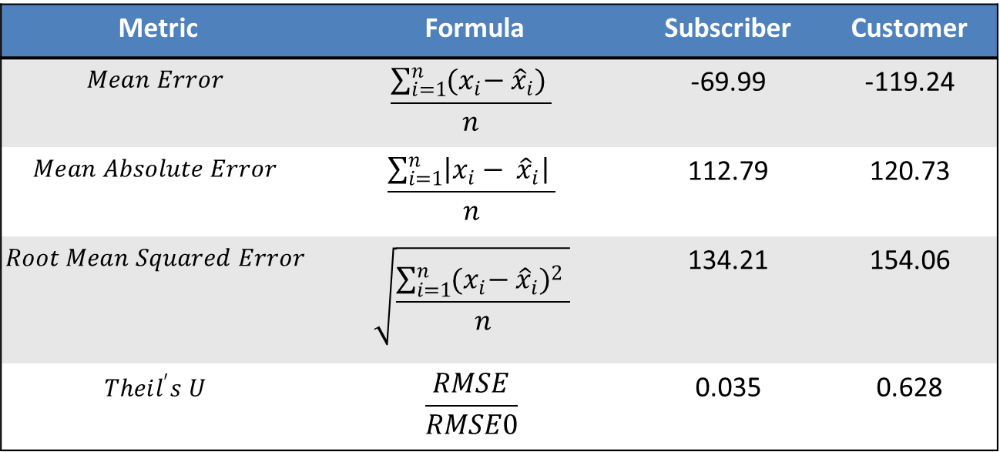 Metric Formula Subscriber Customer
Mean Error $\frac{\sum_{i=1}^{n}(x_i - \hat{x}_i)}{n}$ -69.99 -119.24
Mean Absolute Error $\frac{\sum_{i=1}^{n}|x_i - \hat{x}_i|}{n}$ 112.79 120.73
Root Mean Squared Error $\sqrt{\frac{\sum_{i=1}^{n}(x_i - \hat{x}_i)^2}{n}}$ 134.21 154.06
Theil's U $\frac{RMSE}{RMSE0}$ 0.035 0.628